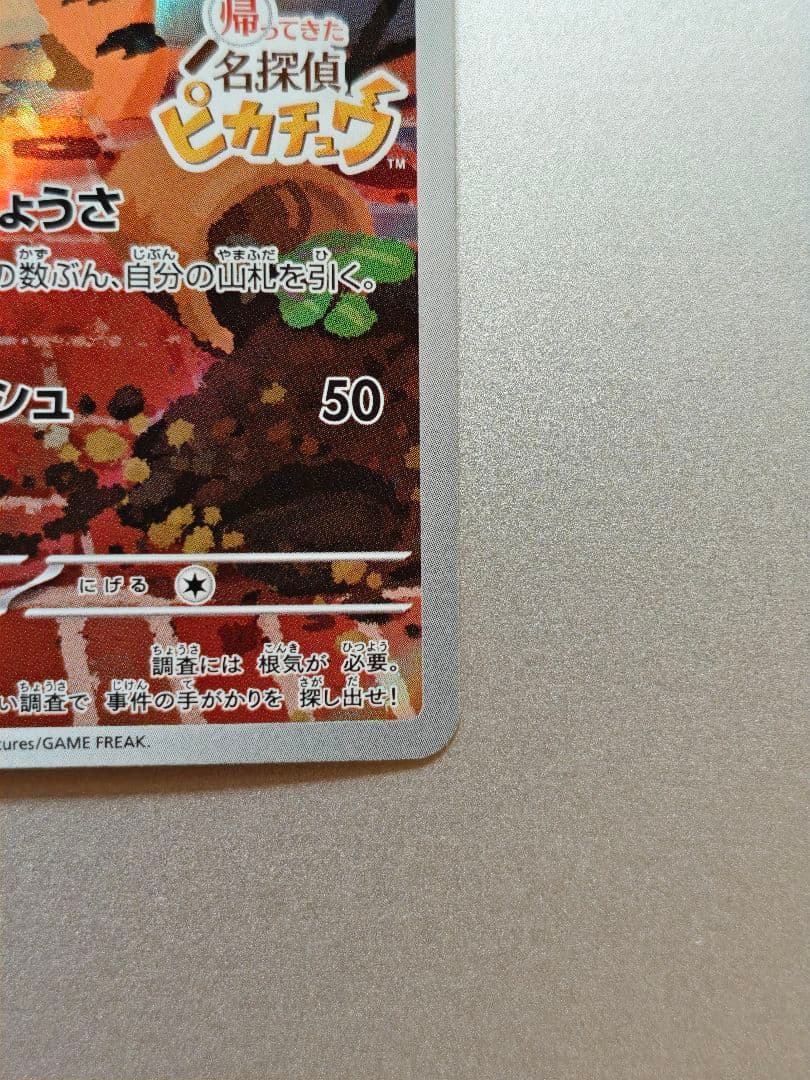 帰ってきた
名探偵
ピカチュウ™
ょうさ
の数ぶん、自分の山札を引く。
シュ 50
にげる
調査には 根気が 必要。
い調査で 事件の手がかりを 探し出せ!
tures/GAME FREAK.